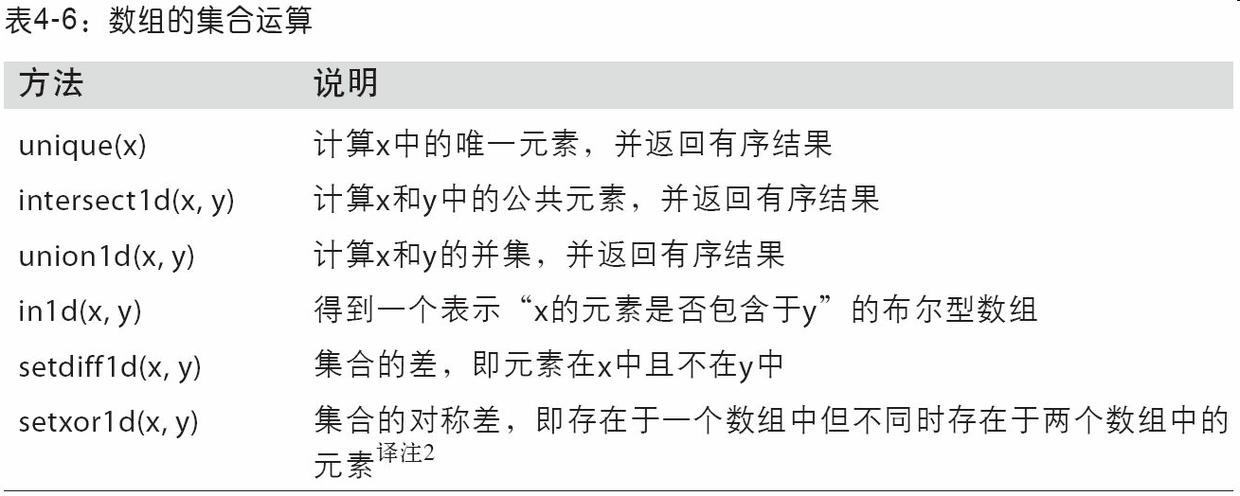 表4-6：数组的集合运算
方法 说明
unique(x) 计算x中的唯一元素，并返回有序结果
intersect1d(x, y) 计算x和y中的公共元素，并返回有序结果
union1d(x, y) 计算x和y的并集，并返回有序结果
in1d(x, y) 得到一个表示“x的元素是否包含于y”的布尔型数组
setdiff1d(x, y) 集合的差，即元素在x中且不在y中
setxor1d(x, y) 集合的对称差，即存在于一个数组中但不同时存在于两个数组中的
元素译注2